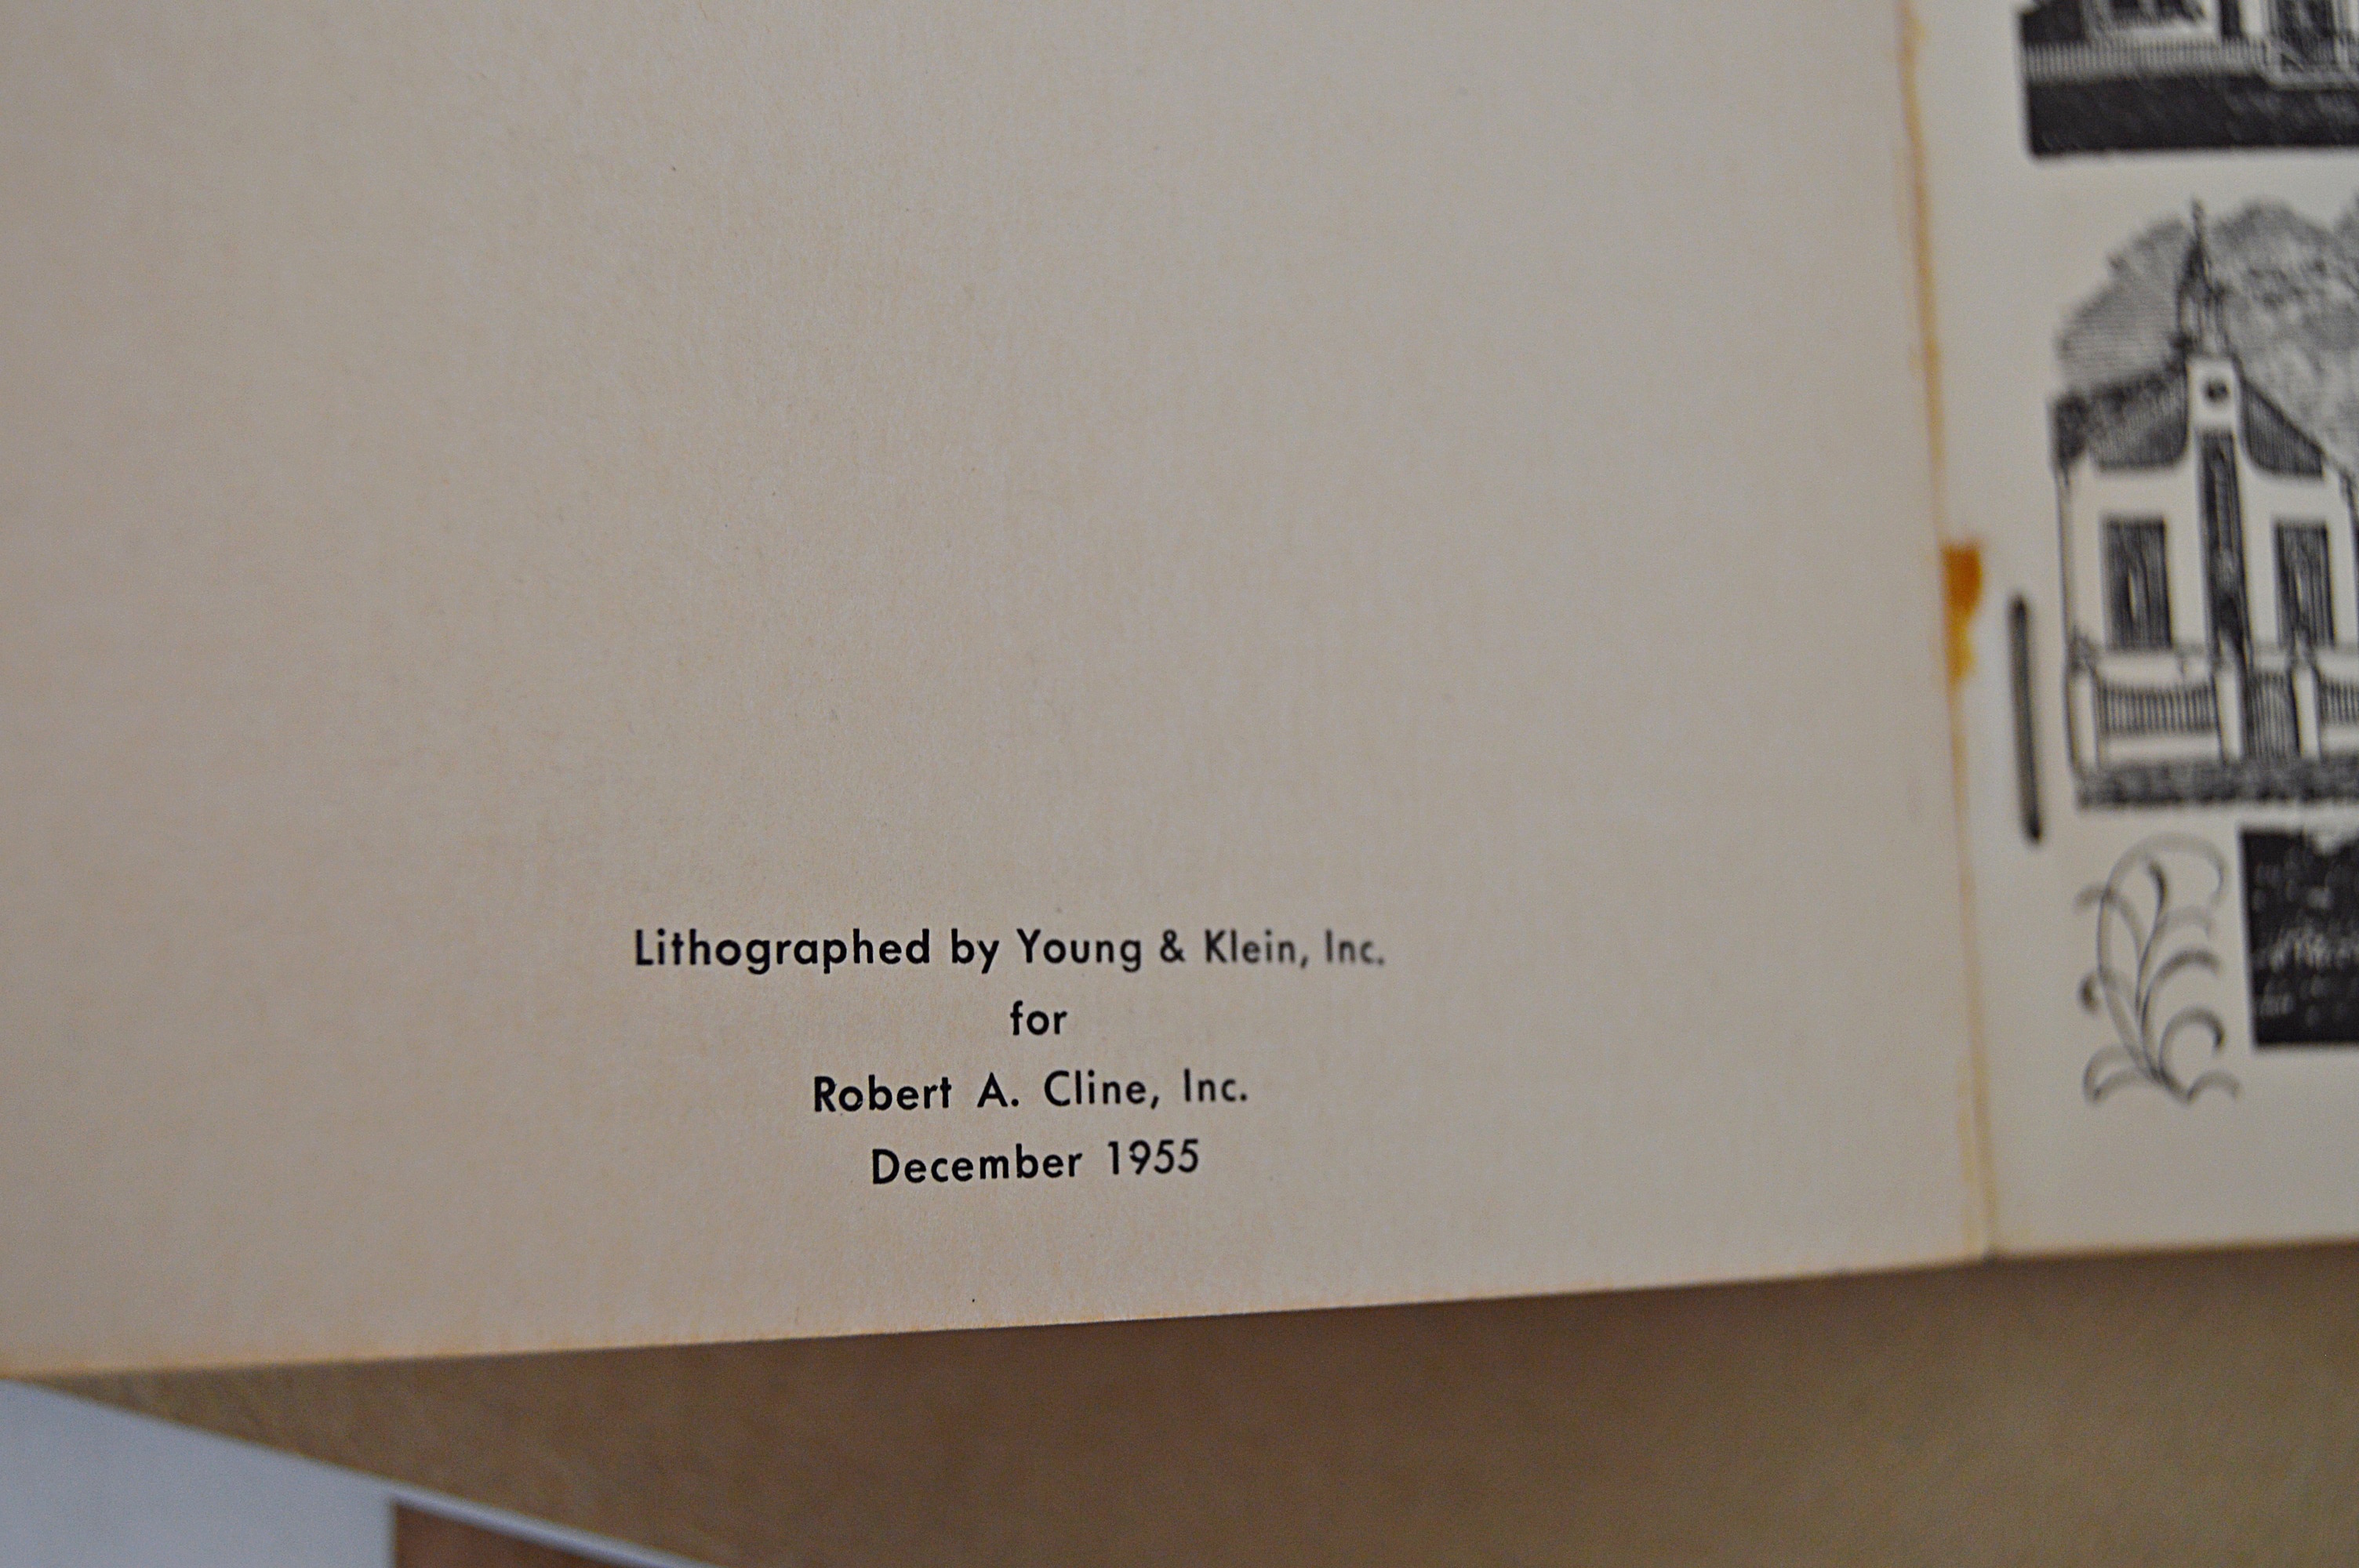 Lithographed by Young & Klein, Inc.
for
Robert A. Cline, Inc.
December 1955